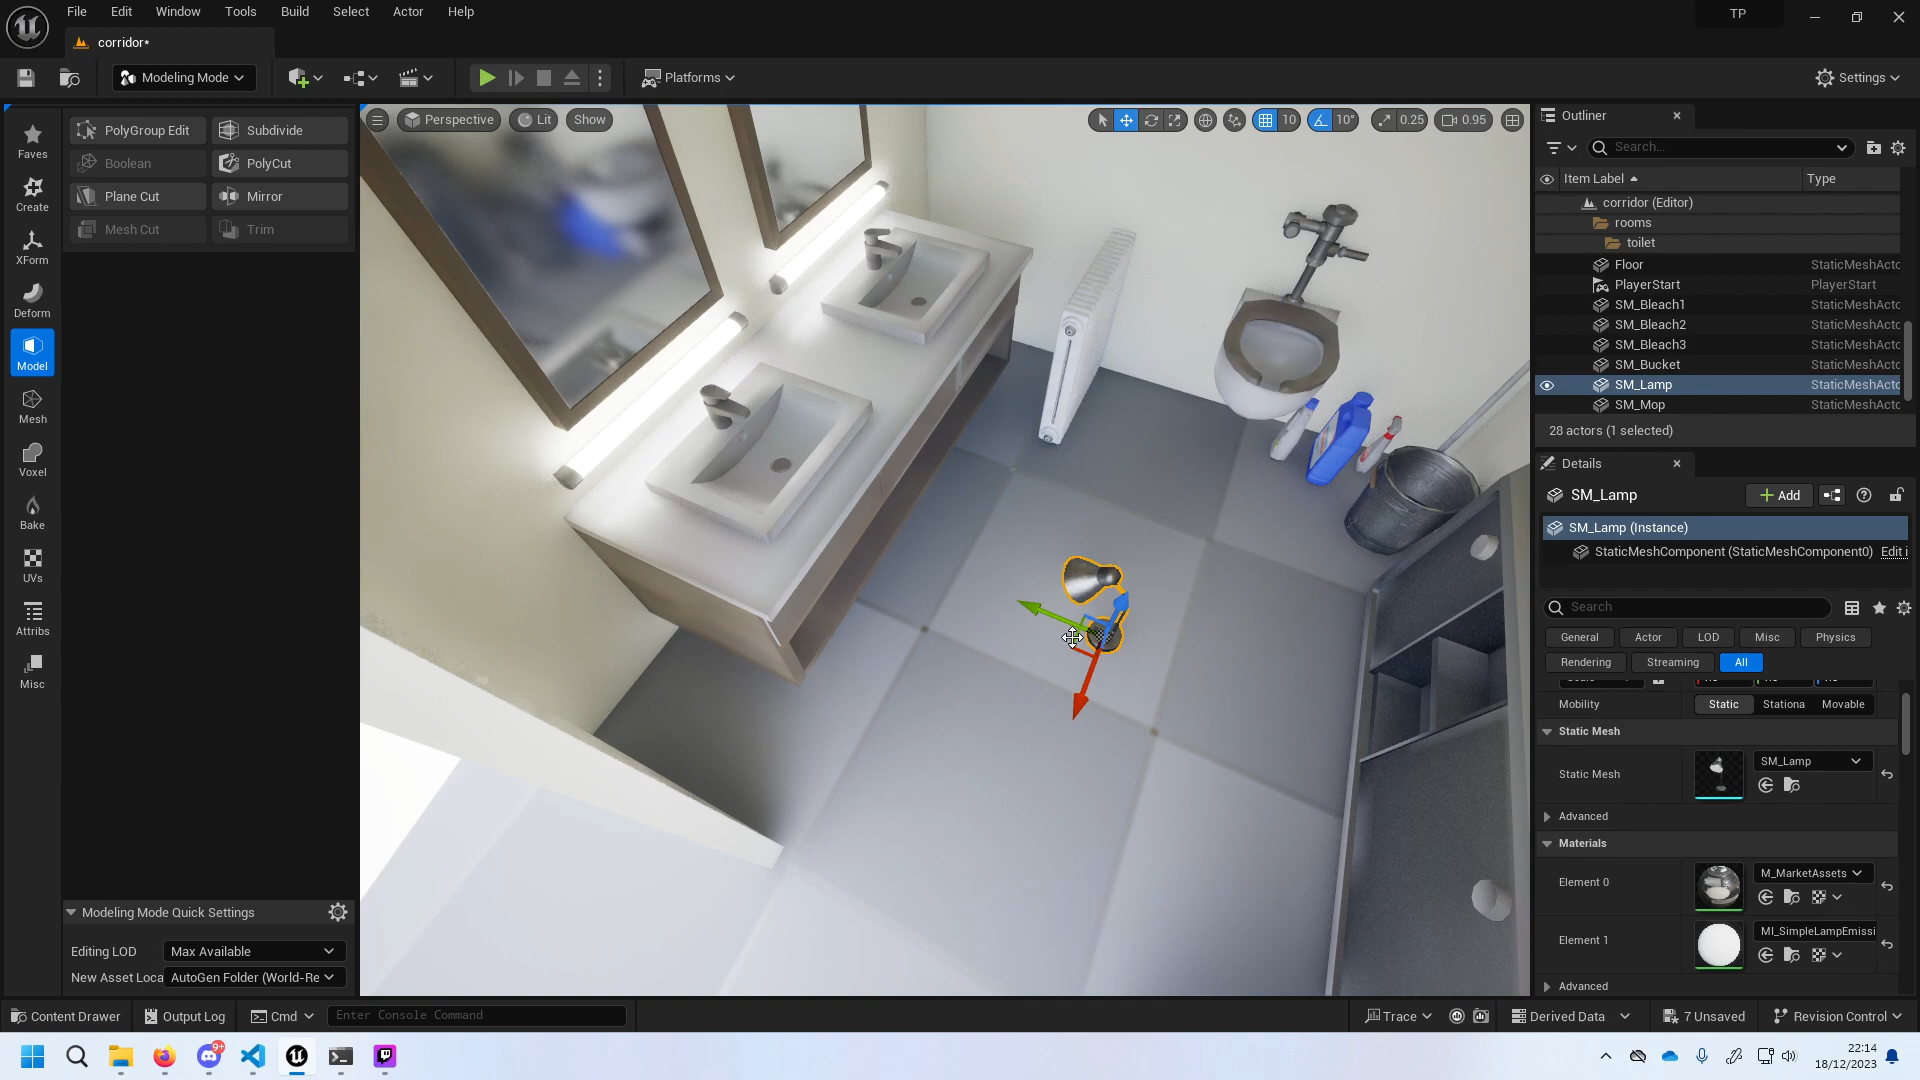 File Edit Window Tools Build Select Actor Help
TP
corridor*
Modeling Mode
Platforms
Settings
Faves
Create
XForm
Deform
Model
Mesh
Voxel
Bake
UVs
Attribs
Misc
PolyGroup Edit
Subdivide
Boolean
PolyCut
Plane Cut
Mirror
Mesh Cut
Trim
Modeling Mode Quick Settings
Editing LOD
Max Available
New Asset Loca
AutoGen Folder (World-Re
Perspective
Lit
Show
10
10°
0.25
0.95
Outliner
Search...
Item Label
Type
corridor (Editor)
rooms
toilet
Floor StaticMeshActo
PlayerStart PlayerStart
SM_Bleach1 StaticMeshActo
SM_Bleach2 StaticMeshActo
SM_Bleach3 StaticMeshActo
SM_Bucket StaticMeshActo
SM_Lamp StaticMeshActo
SM_Mop StaticMeshActo
28 actors (1 selected)
Details
SM_Lamp
Add
SM_Lamp (Instance)
StaticMeshComponent (StaticMeshComponent0) Edit i
Search
General Actor LOD Misc Physics
Rendering Streaming All
Mobility Static Stationa Movable
Static Mesh
Static Mesh
SM_Lamp
Advanced
Materials
Element 0
M_MarketAssets
Element 1
MI_SimpleLampEmissi
Advanced
Content Drawer
Output Log
Cmd
Enter Console Command
Trace
Derived Data
7 Unsaved
Revision Control
9+
22:14
18/12/2023